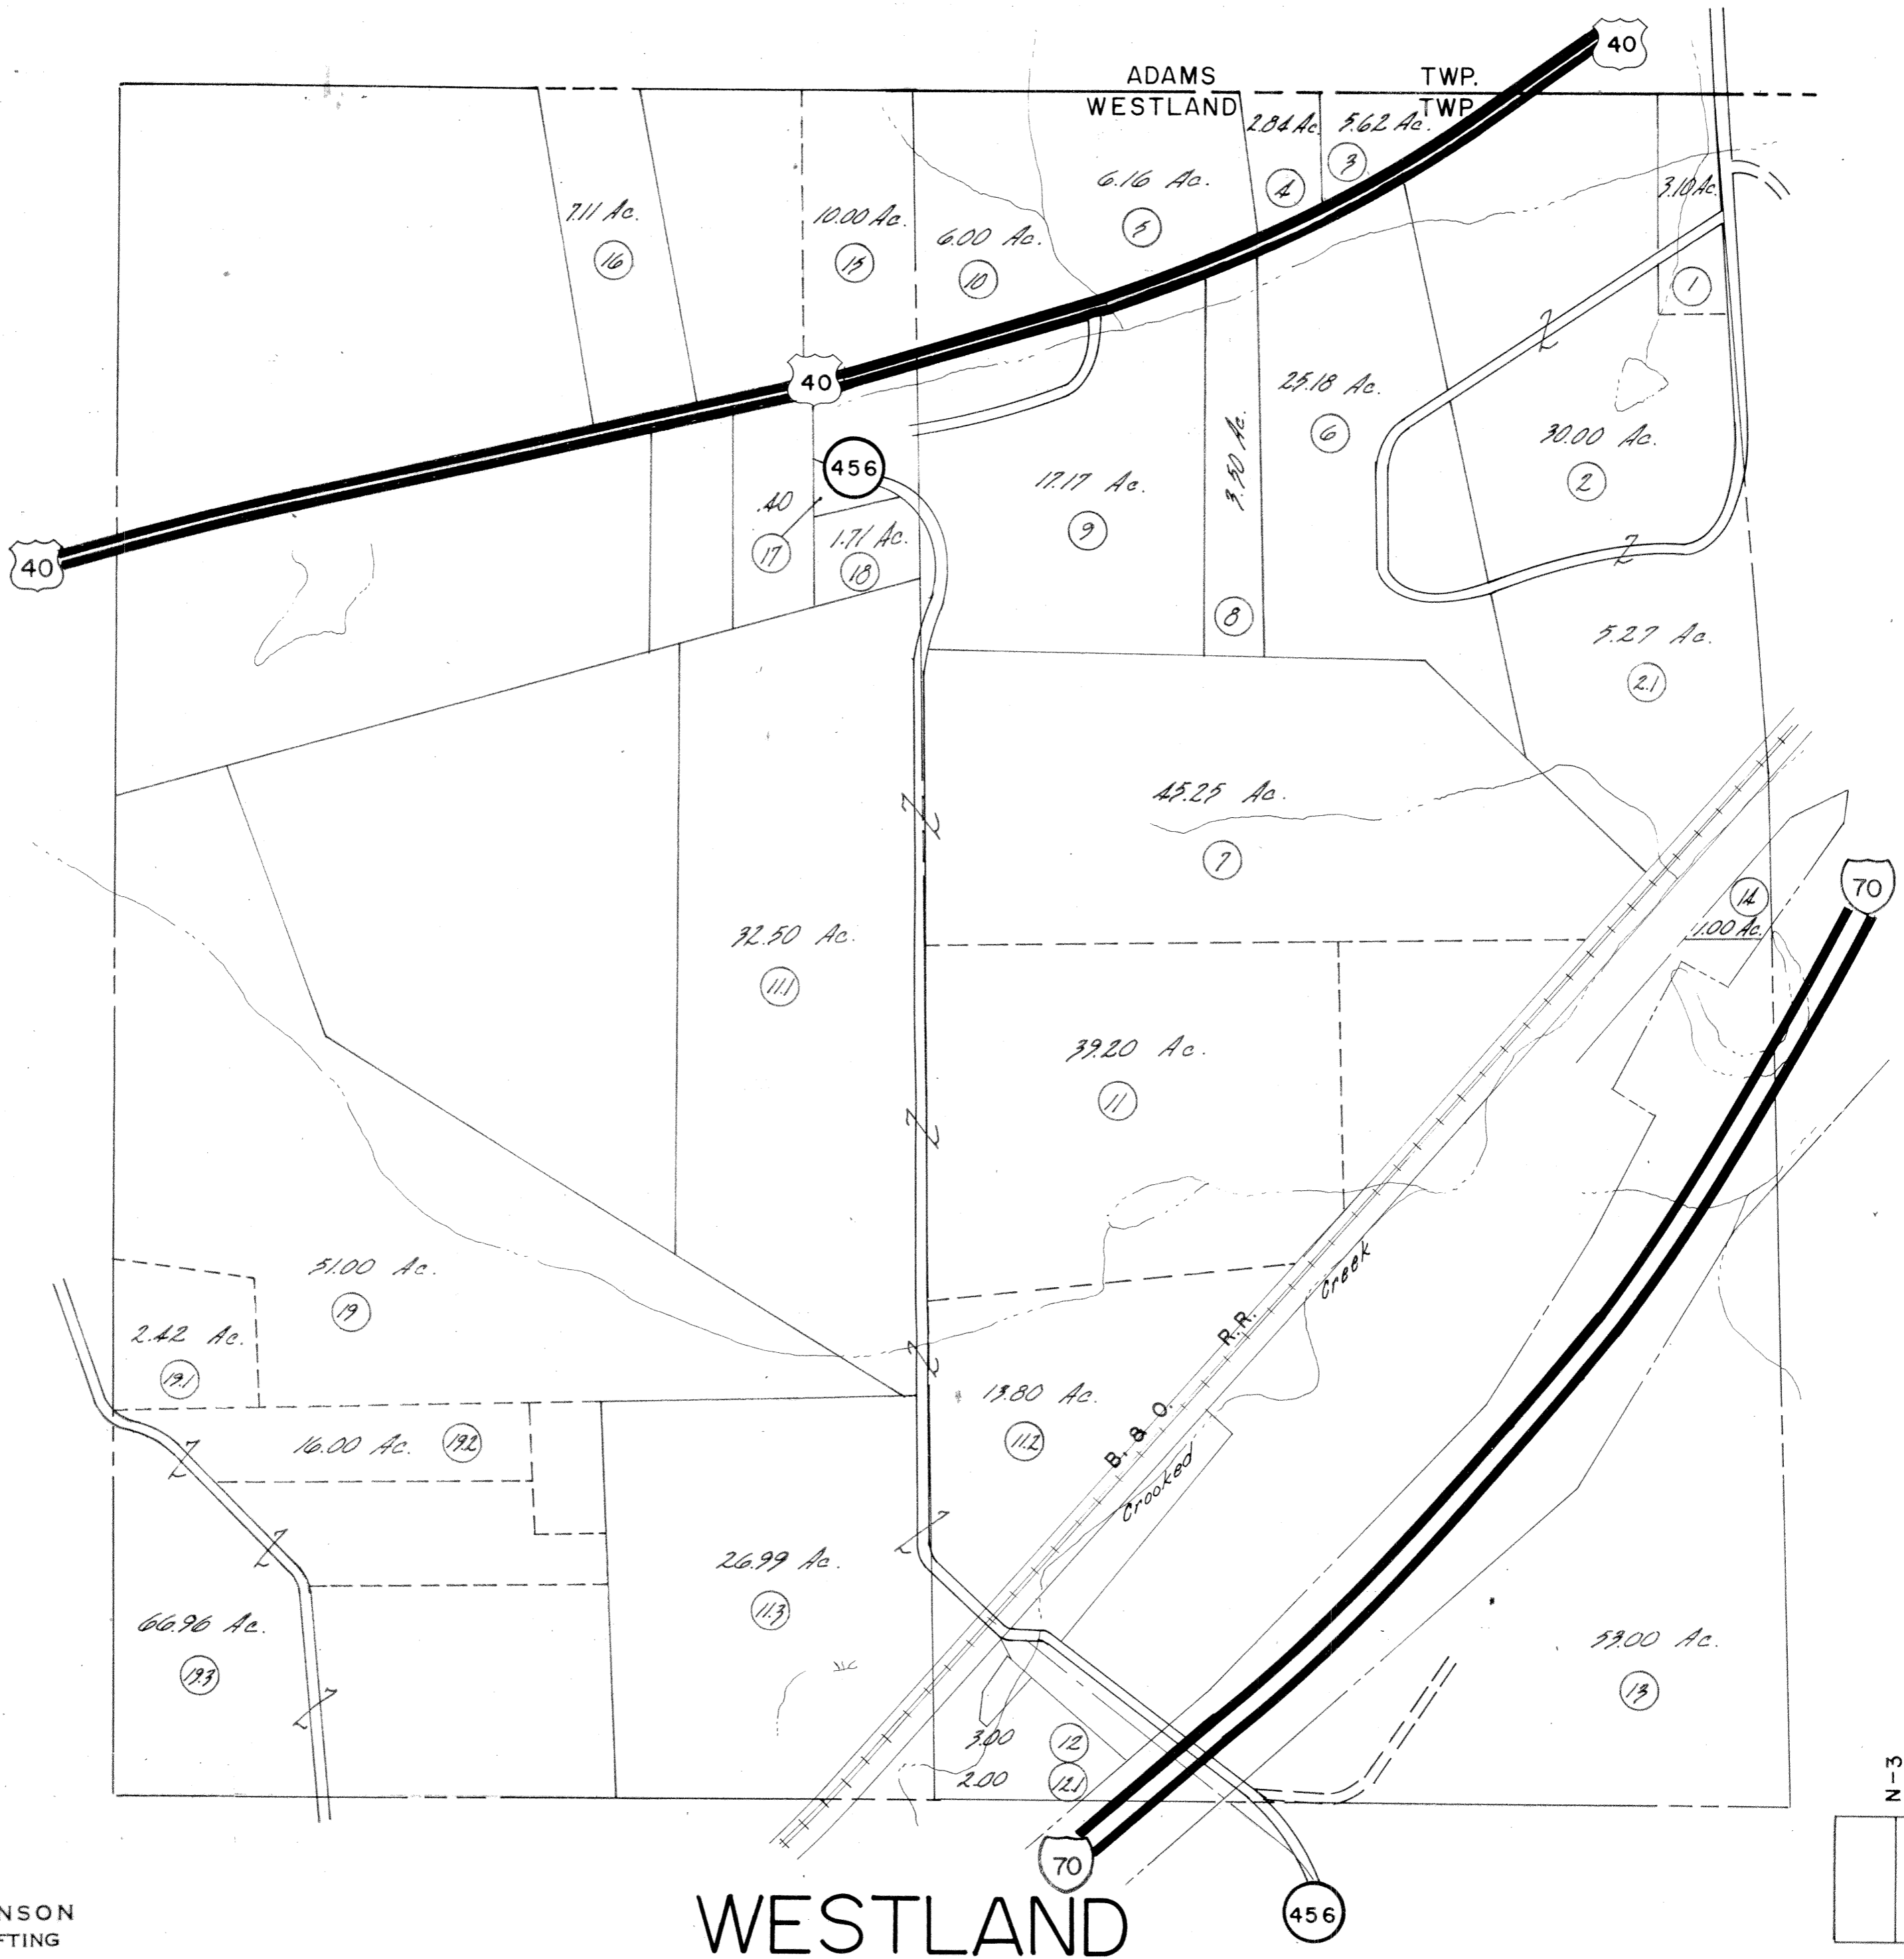 40
ADAMS TWP.
WESTLAND TWP.
2.84 Ac.
4
5.62 Ac.
3
3.10 Ac.
1
6.16 Ac.
5
7.11 Ac.
16
10.00 Ac.
15
6.00 Ac.
10
40
25.18 Ac.
6
30.00 Ac.
2
3.50 Ac.
8
456
.40
17
1.71 Ac.
18
17.17 Ac.
9
40
5.27 Ac.
2.1
45.25 Ac.
7
70
14
1.00 Ac.
32.50 Ac.
11.1
39.20 Ac.
11
51.00 Ac.
19
2.42 Ac.
19.1
Crooked Creek
B. & O. R.R.
13.80 Ac.
11.2
16.00 Ac.
19.2
26.99 Ac.
11.3
66.96 Ac.
19.3
53.00 Ac.
13
3.00
12
2.00
12.1
N-3
70
456
WESTLAND
NSON
FTING